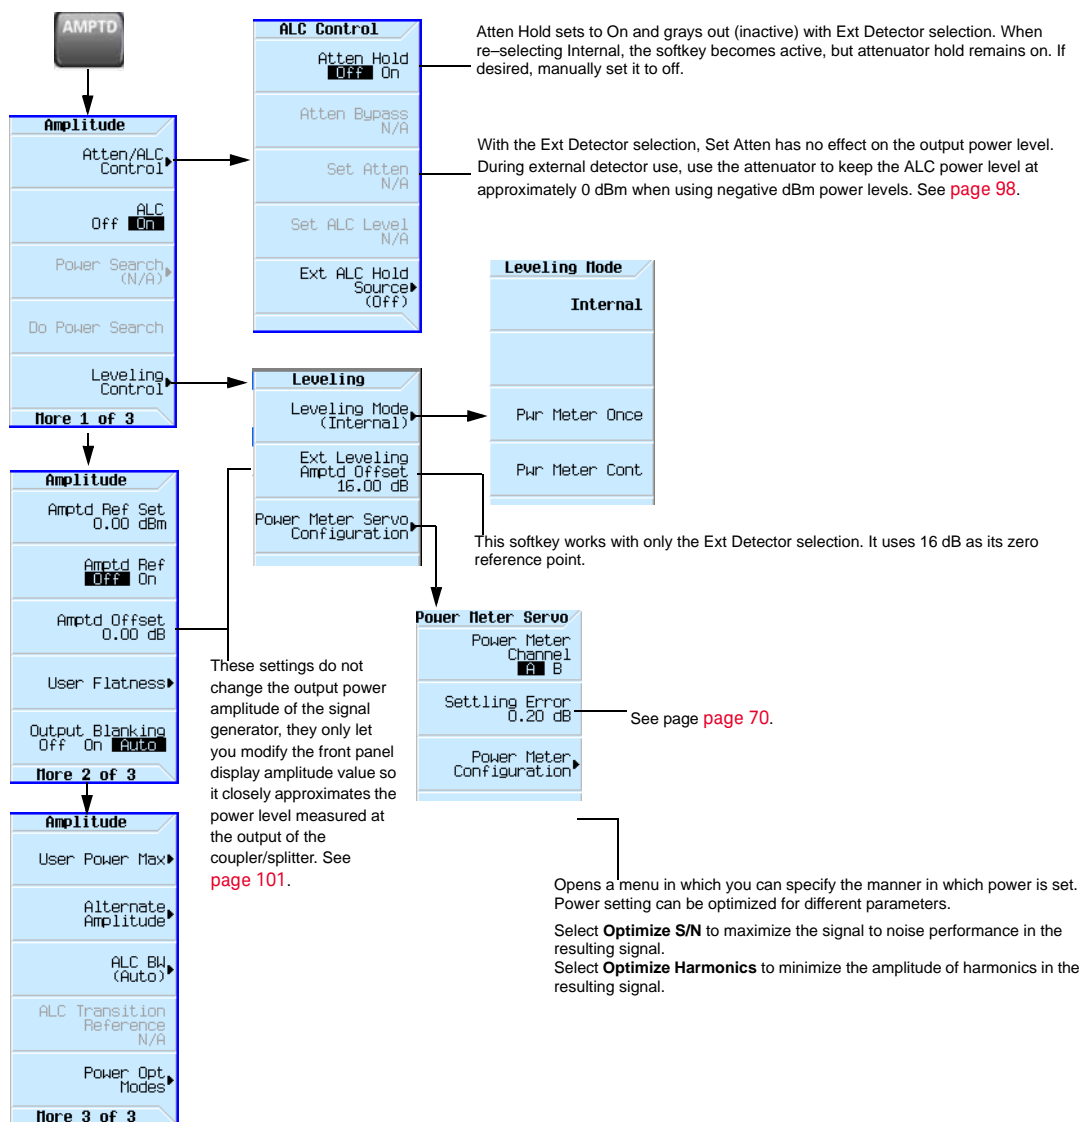 AMPTD
Amplitude
Atten/ALC
Control
ALC
Off On
Power Search
(N/A)
Do Power Search
Leveling
Control
More 1 of 3
ALC Control
Atten Hold
Off On
Atten Bypass
N/A
Set Atten
N/A
Set ALC Level
N/A
Ext ALC Hold
Source
(Off)
Atten Hold sets to On and grays out (inactive) with Ext Detector selection. When
re–selecting Internal, the softkey becomes active, but attenuator hold remains on. If
desired, manually set it to off.
With the Ext Detector selection, Set Atten has no effect on the output power level.
During external detector use, use the attenuator to keep the ALC power level at
approximately 0 dBm when using negative dBm power levels. See page 98.
Leveling Mode
Internal
Pwr Meter Once
Pwr Meter Cont
Leveling
Leveling Mode
(Internal)
Ext Leveling
Amptd Offset
16.00 dB
Power Meter Servo
Configuration
This softkey works with only the Ext Detector selection. It uses 16 dB as its zero
reference point.
Amplitude
Amptd Ref Set
0.00 dBm
Amptd Ref
Off On
Amptd Offset
0.00 dB
User Flatness
Output Blanking
Off On Auto
More 2 of 3
These settings do not
change the output power
amplitude of the signal
generator, they only let
you modify the front panel
display amplitude value so
it closely approximates the
power level measured at
the output of the
coupler/splitter. See
page 101.
Power Meter Servo
Power Meter
Channel
A B
Settling Error
0.20 dB
Power Meter
Configuration
See page page 70.
Amplitude
User Power Max
Alternate
Amplitude
ALC BW
(Auto)
ALC Transition
Reference
N/A
Power Opt
Modes
More 3 of 3
Opens a menu in which you can specify the manner in which power is set.
Power setting can be optimized for different parameters.
Select Optimize S/N to maximize the signal to noise performance in the
resulting signal.
Select Optimize Harmonics to minimize the amplitude of harmonics in the
resulting signal.